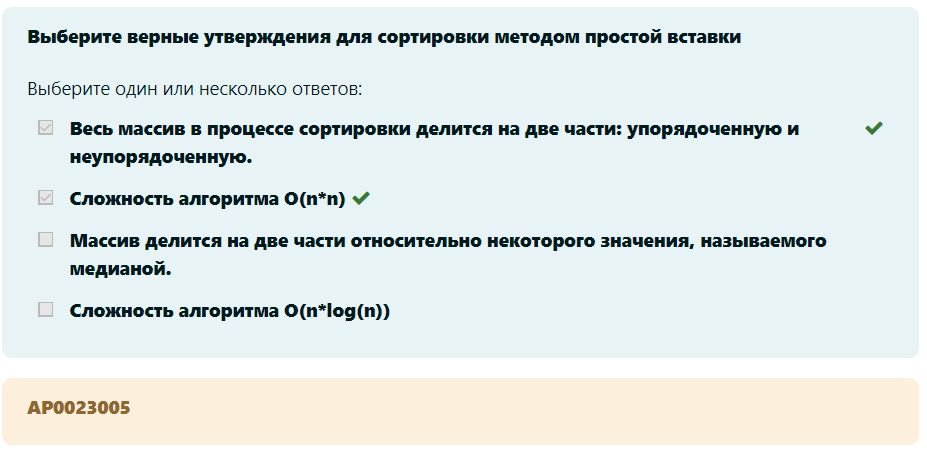 Выберите верные утверждения для сортировки методом простой вставки
Выберите один или несколько ответов:
Весь массив в процессе сортировки делится на две части: упорядоченную и
неупорядоченную.
Сложность алгоритма O(n*n)
Массив делится на две части относительно некоторого значения, называемого
медианой.
Сложность алгоритма O(n*log(n))
AP0023005